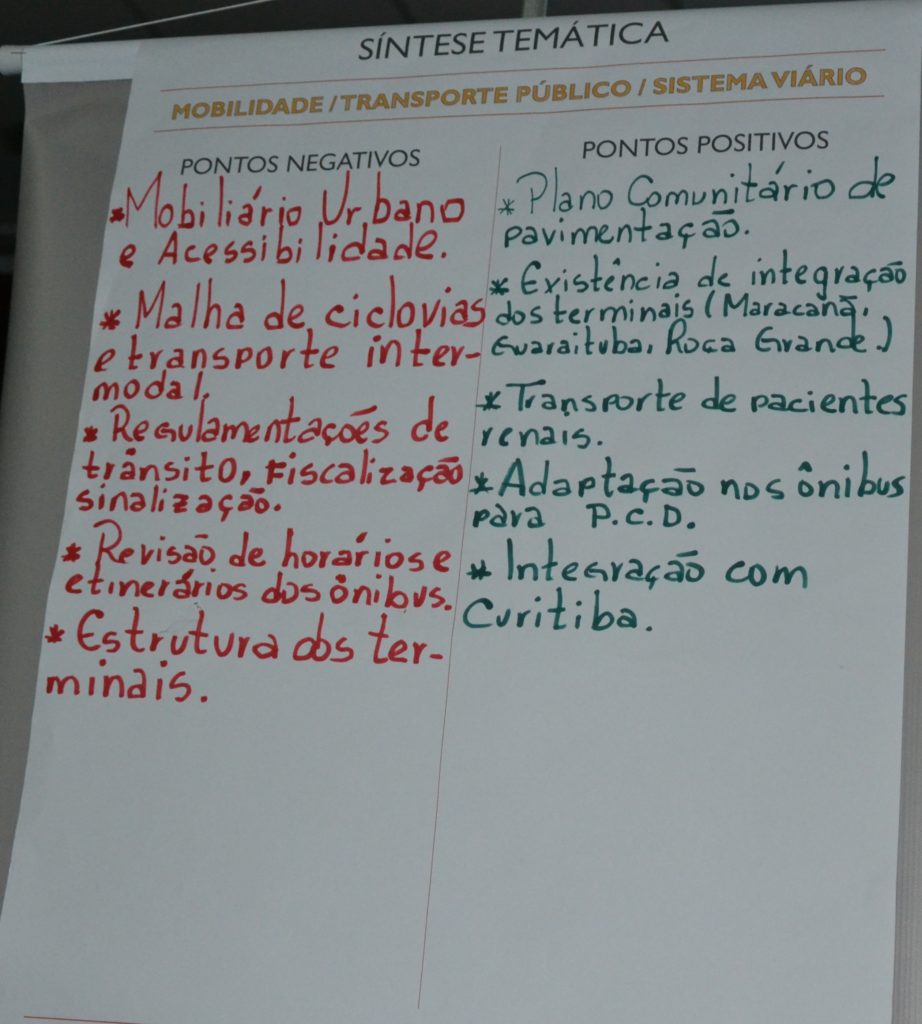 SÍNTESE TEMÁTICA
MOBILIDADE / TRANSPORTE PÚBLICO / SISTEMA VIÁRIO
PONTOS NEGATIVOS
* Mobiliário Urbano
e Acessibilidade.
* Malha de ciclovias
e transporte inter-
modal.
* Regulamentações de
trânsito, Fiscalização
sinalização.
* Revisão de horários e
etinerários dos ônibus.
* Estrutura dos ter-
minais.
PONTOS POSITIVOS
* Plano Comunitário de
pavimentação.
* Existência de integração
dos terminais (Maracanã,
Guaraituba, Roca Grande)
* Transporte de pacientes
renais.
* Adaptação nos ônibus
para P.C.D.
* Integração com
Curitiba.